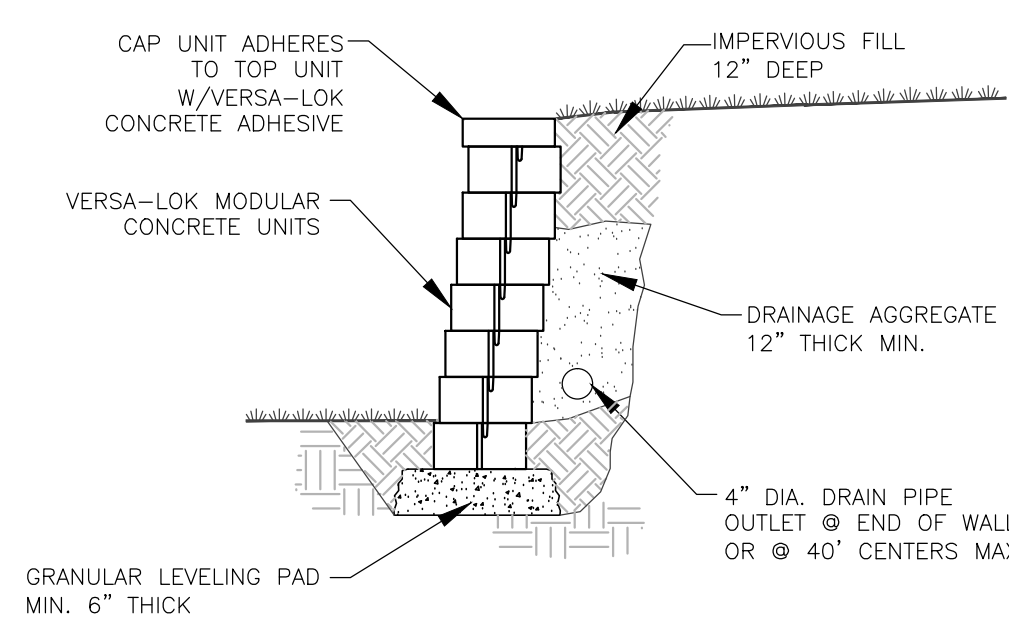 CAP UNIT ADHERES
TO TOP UNIT
W/VERSA-LOK
CONCRETE ADHESIVE
IMPERVIOUS FILL
12" DEEP
VERSA-LOK MODULAR
CONCRETE UNITS
DRAINAGE AGGREGATE
12" THICK MIN.
4" DIA. DRAIN PIPE
OUTLET @ END OF WALL
OR @ 40' CENTERS MAX
GRANULAR LEVELING PAD
MIN. 6" THICK